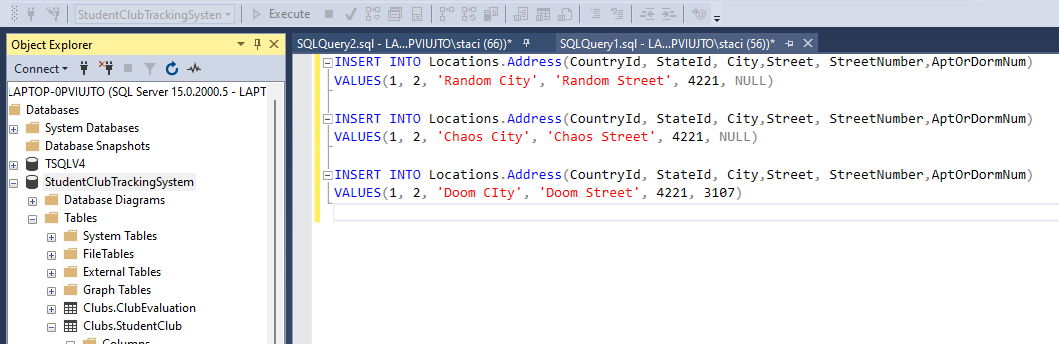 StudentClubTrackingSysten
Execute
Object Explorer
Connect
LAPTOP-0PVIUJTO (SQL Server 15.0.2000.5 - LAPT
Databases
System Databases
Database Snapshots
TSQLV4
StudentClubTrackingSystem
Database Diagrams
Tables
System Tables
FileTables
External Tables
Graph Tables
Clubs.ClubEvaluation
Clubs.StudentClub
Columns
SQLQuery2.sql - LA...PVIUJTO\staci (66))*
SQLQuery1.sql - LA...PVIUJTO\staci (56))*
INSERT INTO Locations.Address(CountryId, StateId, City,Street, StreetNumber,AptOrDormNum)
VALUES(1, 2, 'Random City', 'Random Street', 4221, NULL)
INSERT INTO Locations.Address(CountryId, StateId, City,Street, StreetNumber,AptOrDormNum)
VALUES(1, 2, 'Chaos City', 'Chaos Street', 4221, NULL)
INSERT INTO Locations.Address(CountryId, StateId, City,Street, StreetNumber,AptOrDormNum)
VALUES(1, 2, 'Doom CIty', 'Doom Street', 4221, 3107)